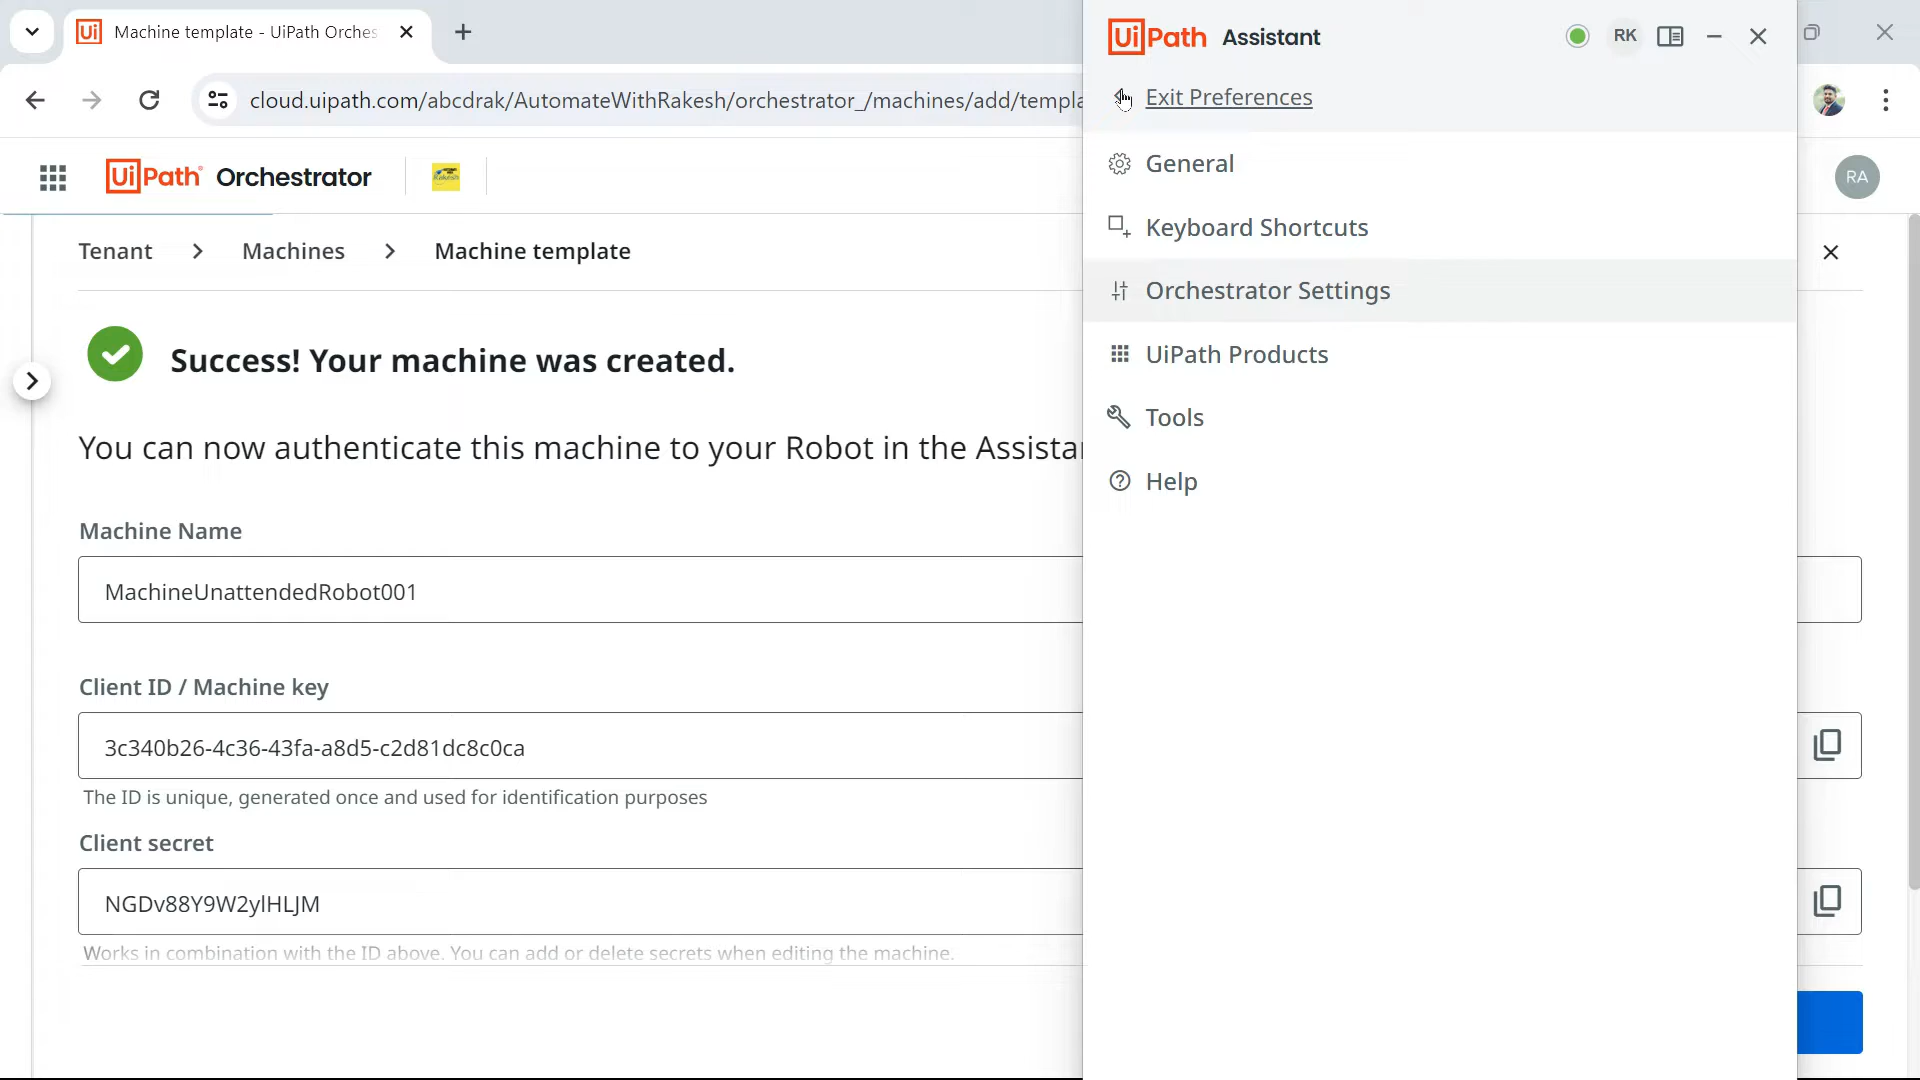 Machine template - UiPath Orches
cloud.uipath.com/abcdrak/AutomateWithRakesh/orchestrator_/machines/add/templa
UiPath Orchestrator
RA
Tenant > Machines > Machine template
Success! Your machine was created.
You can now authenticate this machine to your Robot in the Assista
Machine Name
MachineUnattendedRobot001
Client ID / Machine key
3c340b26-4c36-43fa-a8d5-c2d81dc8c0ca
The ID is unique, generated once and used for identification purposes
Client secret
NGDv88Y9W2ylHLJM
Works in combination with the ID above. You can add or delete secrets when editing the machine.
UiPath Assistant
RK
Exit Preferences
General
Keyboard Shortcuts
Orchestrator Settings
UiPath Products
Tools
Help